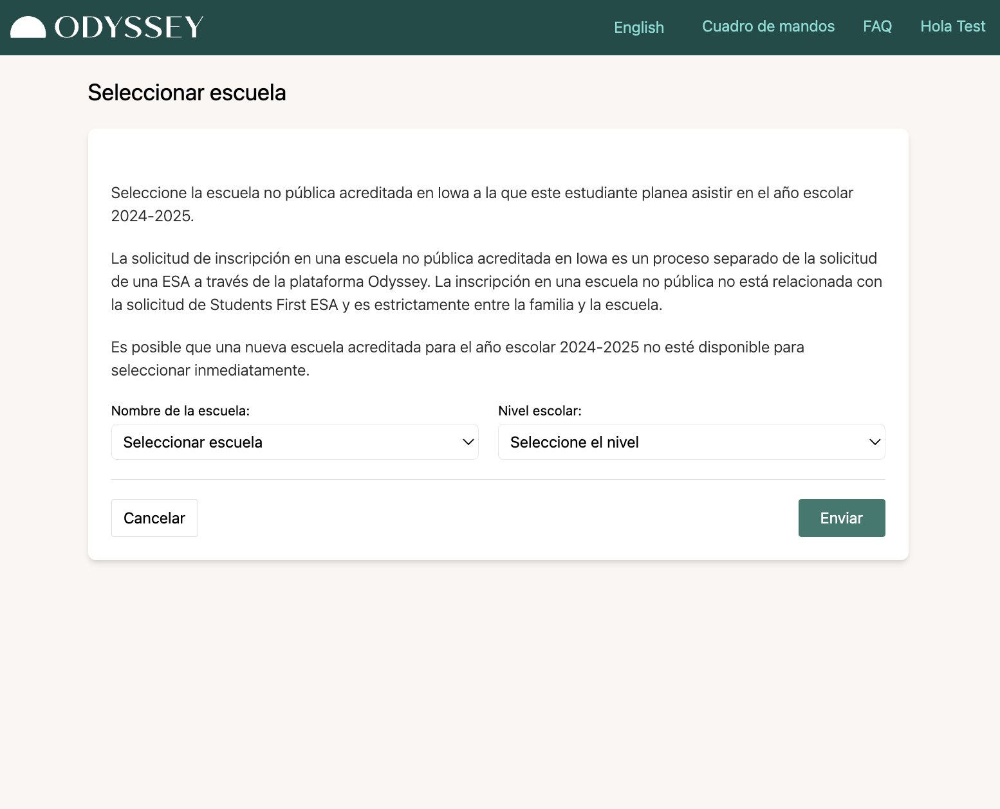 ODYSSEY
English
Cuadro de mandos
FAQ
Hola Test
Seleccionar escuela
Seleccione la escuela no pública acreditada en Iowa a la que este estudiante planea asistir en el año escolar
2024-2025.
La solicitud de inscripción en una escuela no pública acreditada en Iowa es un proceso separado de la solicitud
de una ESA a través de la plataforma Odyssey. La inscripción en una escuela no pública no está relacionada con
la solicitud de Students First ESA y es estrictamente entre la familia y la escuela.
Es posible que una nueva escuela acreditada para el año escolar 2024-2025 no esté disponible para
seleccionar inmediatamente.
Nombre de la escuela:
Seleccionar escuela
Nivel escolar:
Seleccione el nivel
Cancelar
Enviar